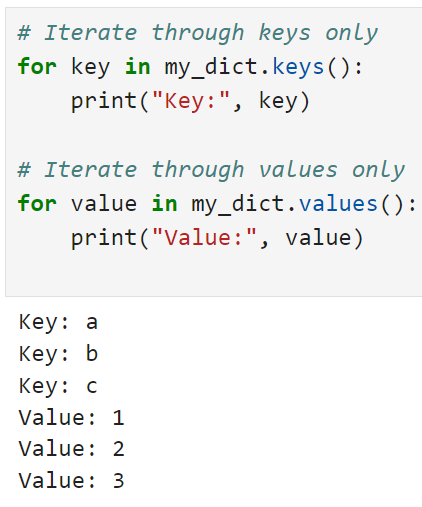 # Iterate through keys only
for key in my_dict.keys():
    print("Key:", key)

# Iterate through values only
for value in my_dict.values():
    print("Value:", value)

Key: a
Key: b
Key: c
Value: 1
Value: 2
Value: 3